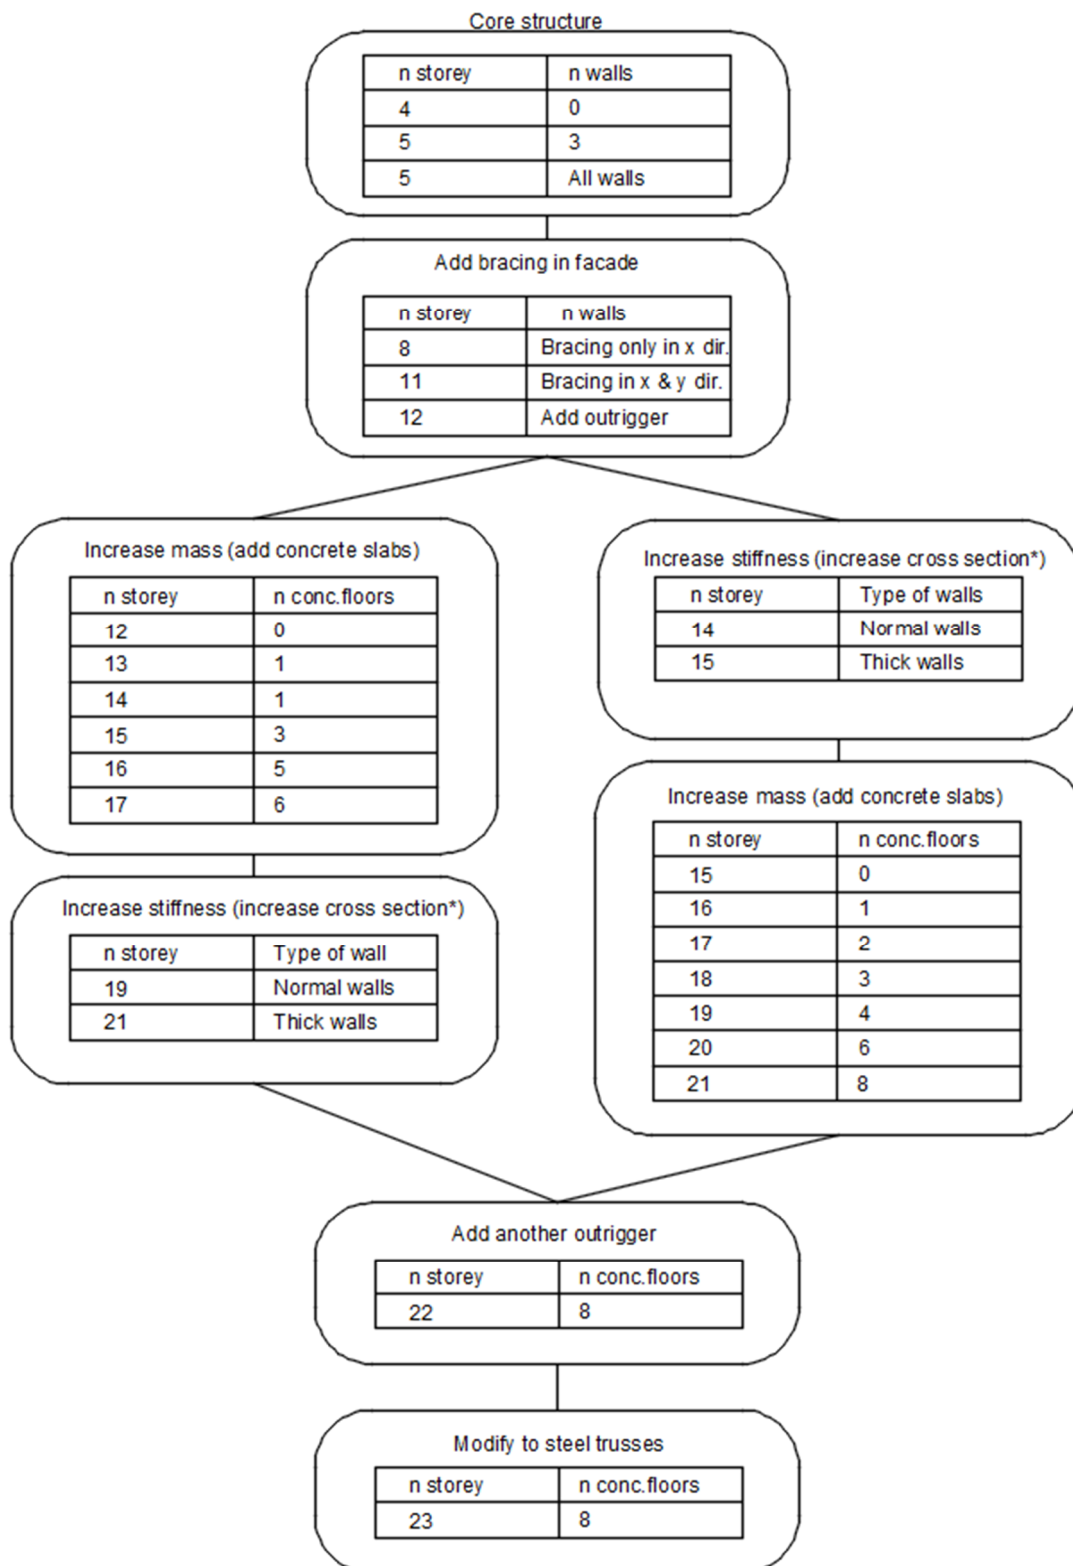 Core structure
n storey n walls
4 0
5 3
5 All walls
Add bracing in facade
n storey n walls
8 Bracing only in x dir.
11 Bracing in x & y dir.
12 Add outrigger
Increase mass (add concrete slabs)
n storey n conc.floors
12 0
13 1
14 1
15 3
16 5
17 6
Increase stiffness (increase cross section*)
n storey Type of wall
19 Normal walls
21 Thick walls
Increase stiffness (increase cross section*)
n storey Type of walls
14 Normal walls
15 Thick walls
Increase mass (add concrete slabs)
n storey n conc.floors
15 0
16 1
17 2
18 3
19 4
20 6
21 8
Add another outrigger
n storey n conc.floors
22 8
Modify to steel trusses
n storey n conc.floors
23 8